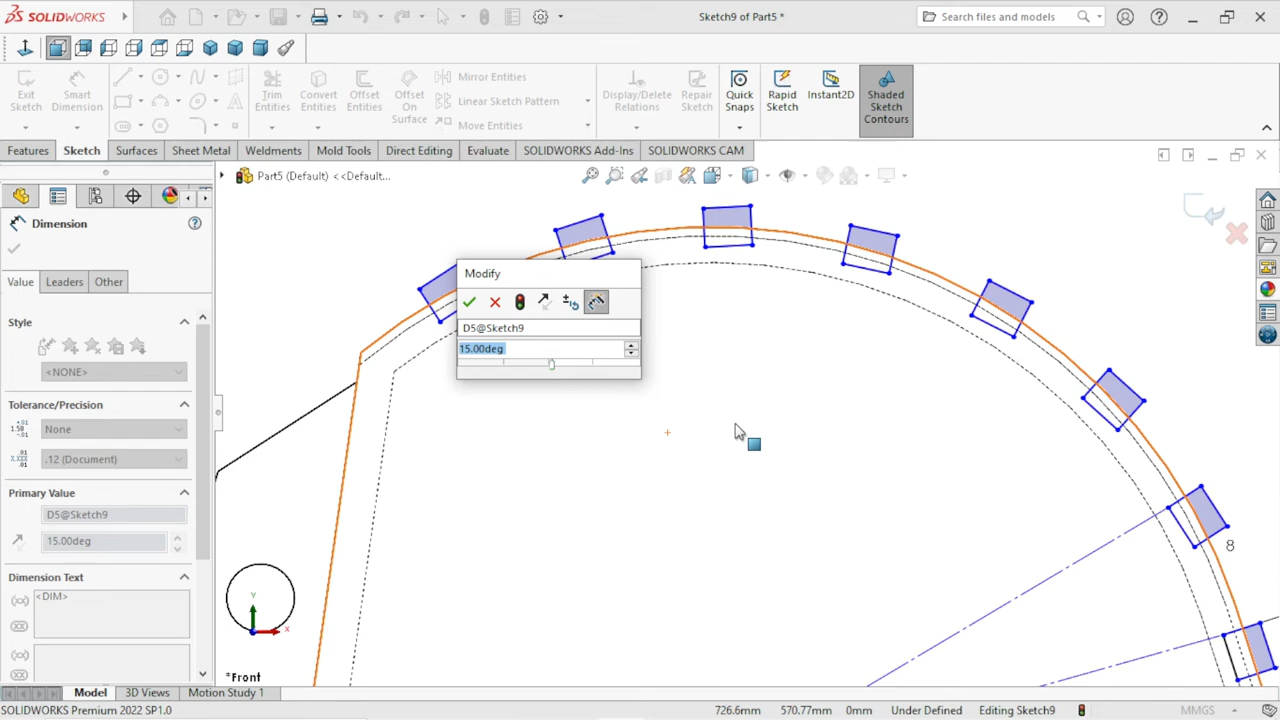 SOLIDWORKS
Sketch9 of Part5 *
Search files and models
Exit Sketch
Smart Dimension
Trim Entities
Convert Entities
Offset Entities
Offset On Surface
Mirror Entities
Linear Sketch Pattern
Move Entities
Display/Delete Relations
Repair Sketch
Quick Snaps
Rapid Sketch
Instant2D
Shaded Sketch Contours
Features
Sketch
Surfaces
Sheet Metal
Weldments
Mold Tools
Direct Editing
Evaluate
SOLIDWORKS Add-Ins
SOLIDWORKS CAM
Part5 (Default) <<Default...
Dimension
Value
Leaders
Other
Style
<NONE>
Tolerance/Precision
None
.12 (Document)
Primary Value
D5@Sketch9
15.00deg
Dimension Text
<DIM>
Modify
D5@Sketch9
15.00deg
8
Y
X
*Front
Model
3D Views
Motion Study 1
SOLIDWORKS Premium 2022 SP1.0
726.6mm
570.77mm
0mm
Under Defined
Editing Sketch9
MMGS